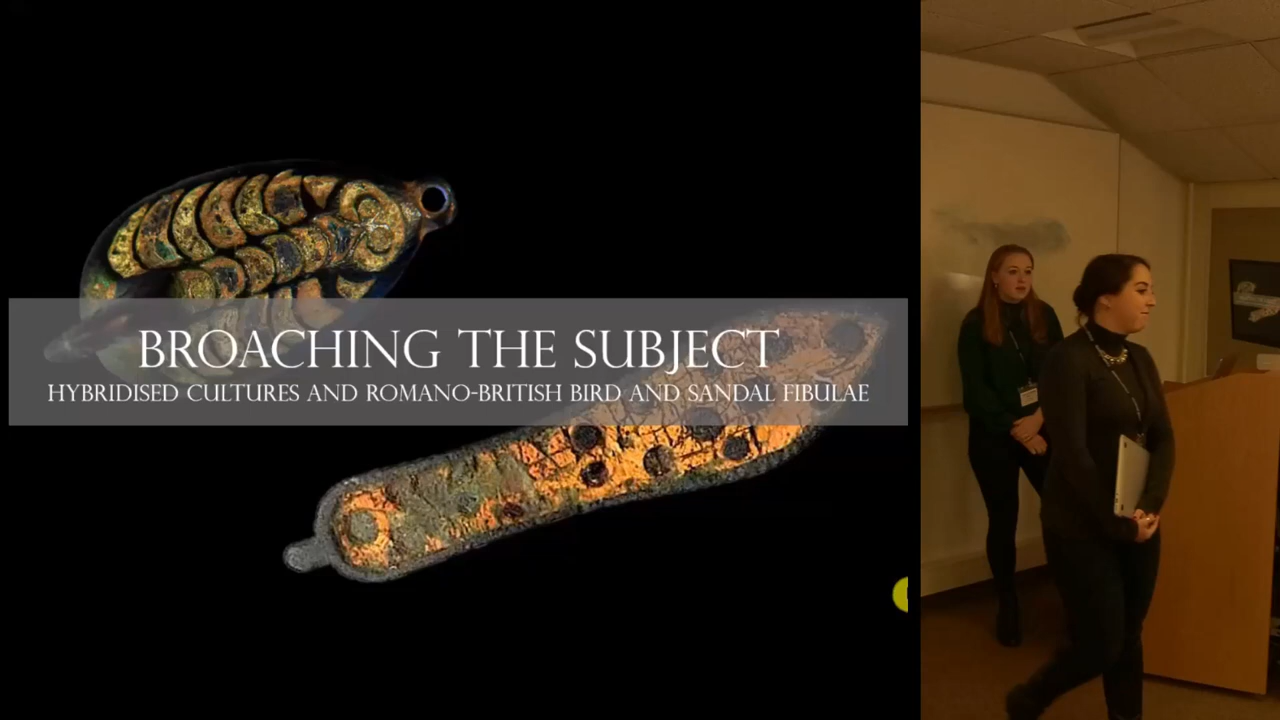 BROACHING THE SUBJECT
HYBRIDISED CULTURES AND ROMANO-BRITISH BIRD AND SANDAL FIBULAE